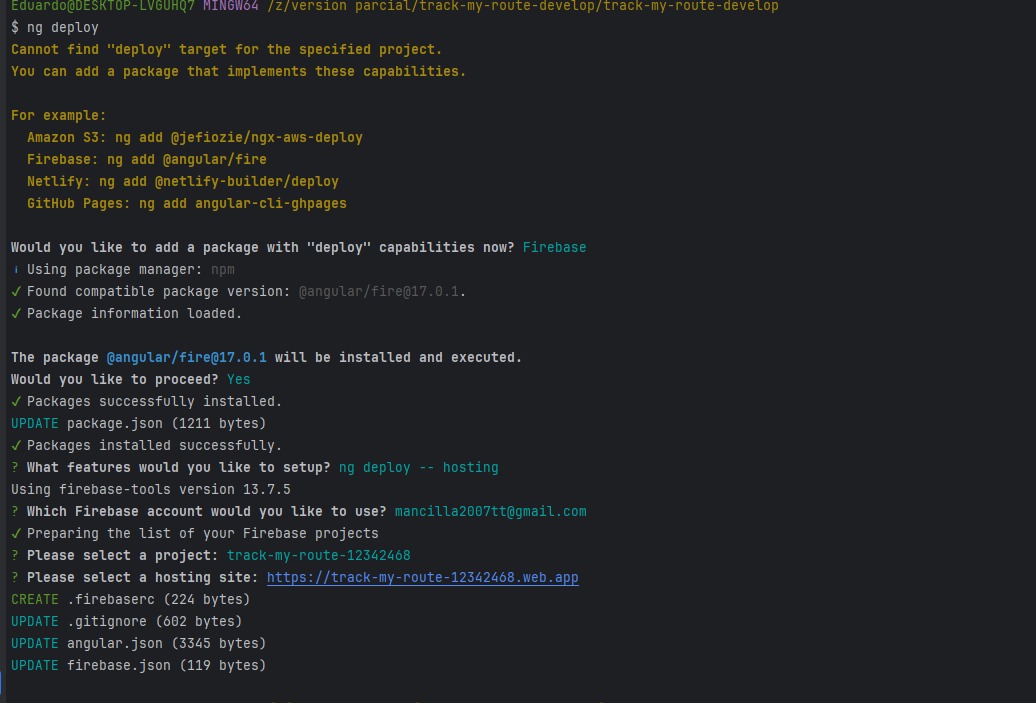 Eduardo@DESKTOP-LVGUHQ7 MINGW64 /z/version parcial/track-my-route-develop/track-my-route-develop
$ ng deploy
Cannot find "deploy" target for the specified project.
You can add a package that implements these capabilities.
For example:
Amazon S3: ng add @jefiozie/ngx-aws-deploy
Firebase: ng add @angular/fire
Netlify: ng add @netlify-builder/deploy
GitHub Pages: ng add angular-cli-ghpages
Would you like to add a package with "deploy" capabilities now? Firebase
i Using package manager: npm
✓ Found compatible package version: @angular/fire@17.0.1.
✓ Package information loaded.
The package @angular/fire@17.0.1 will be installed and executed.
Would you like to proceed? Yes
✓ Packages successfully installed.
UPDATE package.json (1211 bytes)
✓ Packages installed successfully.
? What features would you like to setup? ng deploy -- hosting
Using firebase-tools version 13.7.5
? Which Firebase account would you like to use? mancilla2007tt@gmail.com
✓ Preparing the list of your Firebase projects
? Please select a project: track-my-route-12342468
? Please select a hosting site: https://track-my-route-12342468.web.app
CREATE .firebaserc (224 bytes)
UPDATE .gitignore (602 bytes)
UPDATE angular.json (3345 bytes)
UPDATE firebase.json (119 bytes)